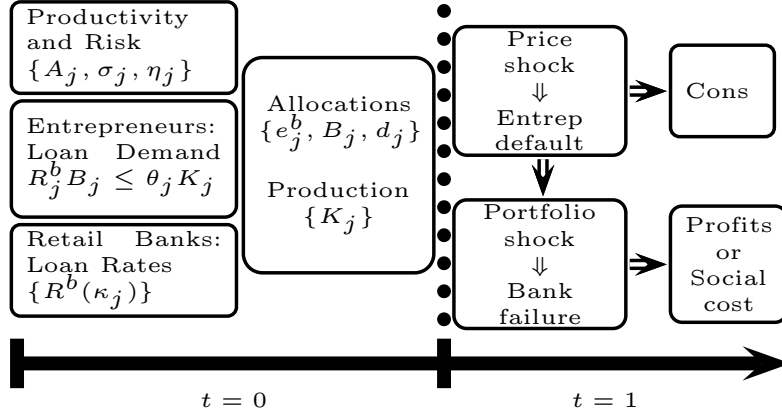 Productivity
and Risk
{A_j, σ_j, η_j}
Entrepreneurs:
Loan Demand
R^b_j B_j ≤ θ_j K_j
Retail Banks:
Loan Rates
{R^b(κ_j)}
Allocations
{e^b_j, B_j, d_j}
Production
{K_j}
Price
shock
⇓
Entrep
default
Cons
Portfolio
shock
⇓
Bank
failure
Profits
or
Social
cost
t = 0
t = 1